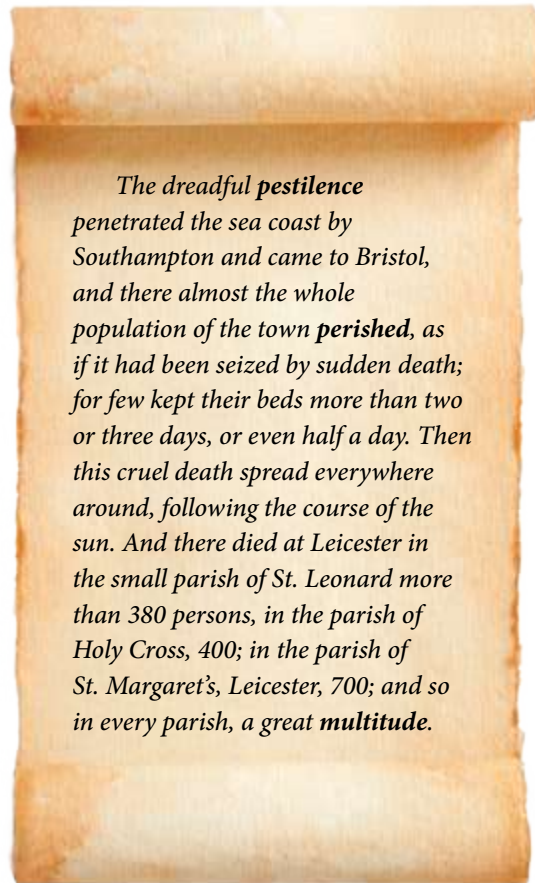 The dreadful pestilence
penetrated the sea coast by
Southampton and came to Bristol,
and there almost the whole
population of the town perished, as
if it had been seized by sudden death;
for few kept their beds more than two
or three days, or even half a day. Then
this cruel death spread everywhere
around, following the course of the
sun. And there died at Leicester in
the small parish of St. Leonard more
than 380 persons, in the parish of
Holy Cross, 400; in the parish of
St. Margaret’s, Leicester, 700; and so
in every parish, a great multitude.